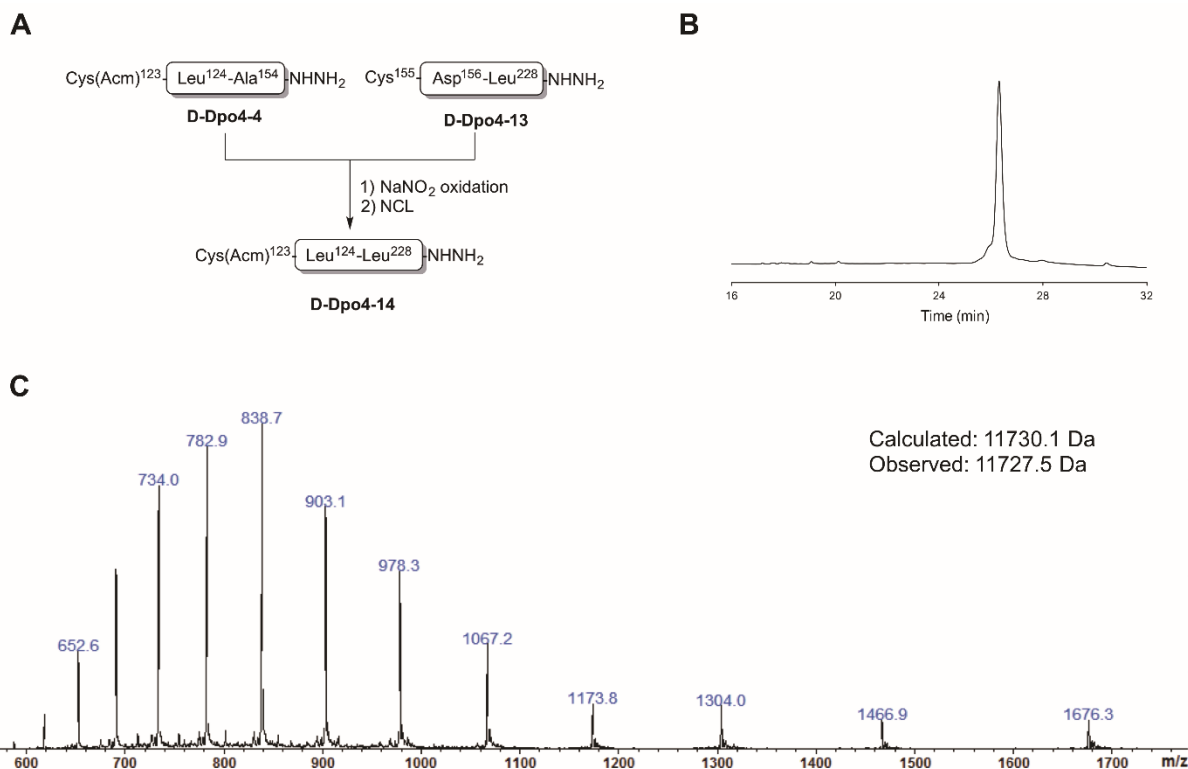 A
Cys(Acm)¹²³-Leu¹²⁴-Ala¹⁵⁴-NHNH₂
D-Dpo4-4
Cys¹⁵⁵-Asp¹⁵⁶-Leu²²⁸-NHNH₂
D-Dpo4-13
1) NaNO₂ oxidation
2) NCL
Cys(Acm)¹²³-Leu¹²⁴-Leu²²⁸-NHNH₂
D-Dpo4-14
B
16 20 24 28 32
Time (min)
C
838.7
782.9
734.0
903.1
978.3
652.6
1067.2
1173.8
1304.0
1466.9
1676.3
Calculated: 11730.1 Da
Observed: 11727.5 Da
600 700 800 900 1000 1100 1200 1300 1400 1500 1600 1700 m/z